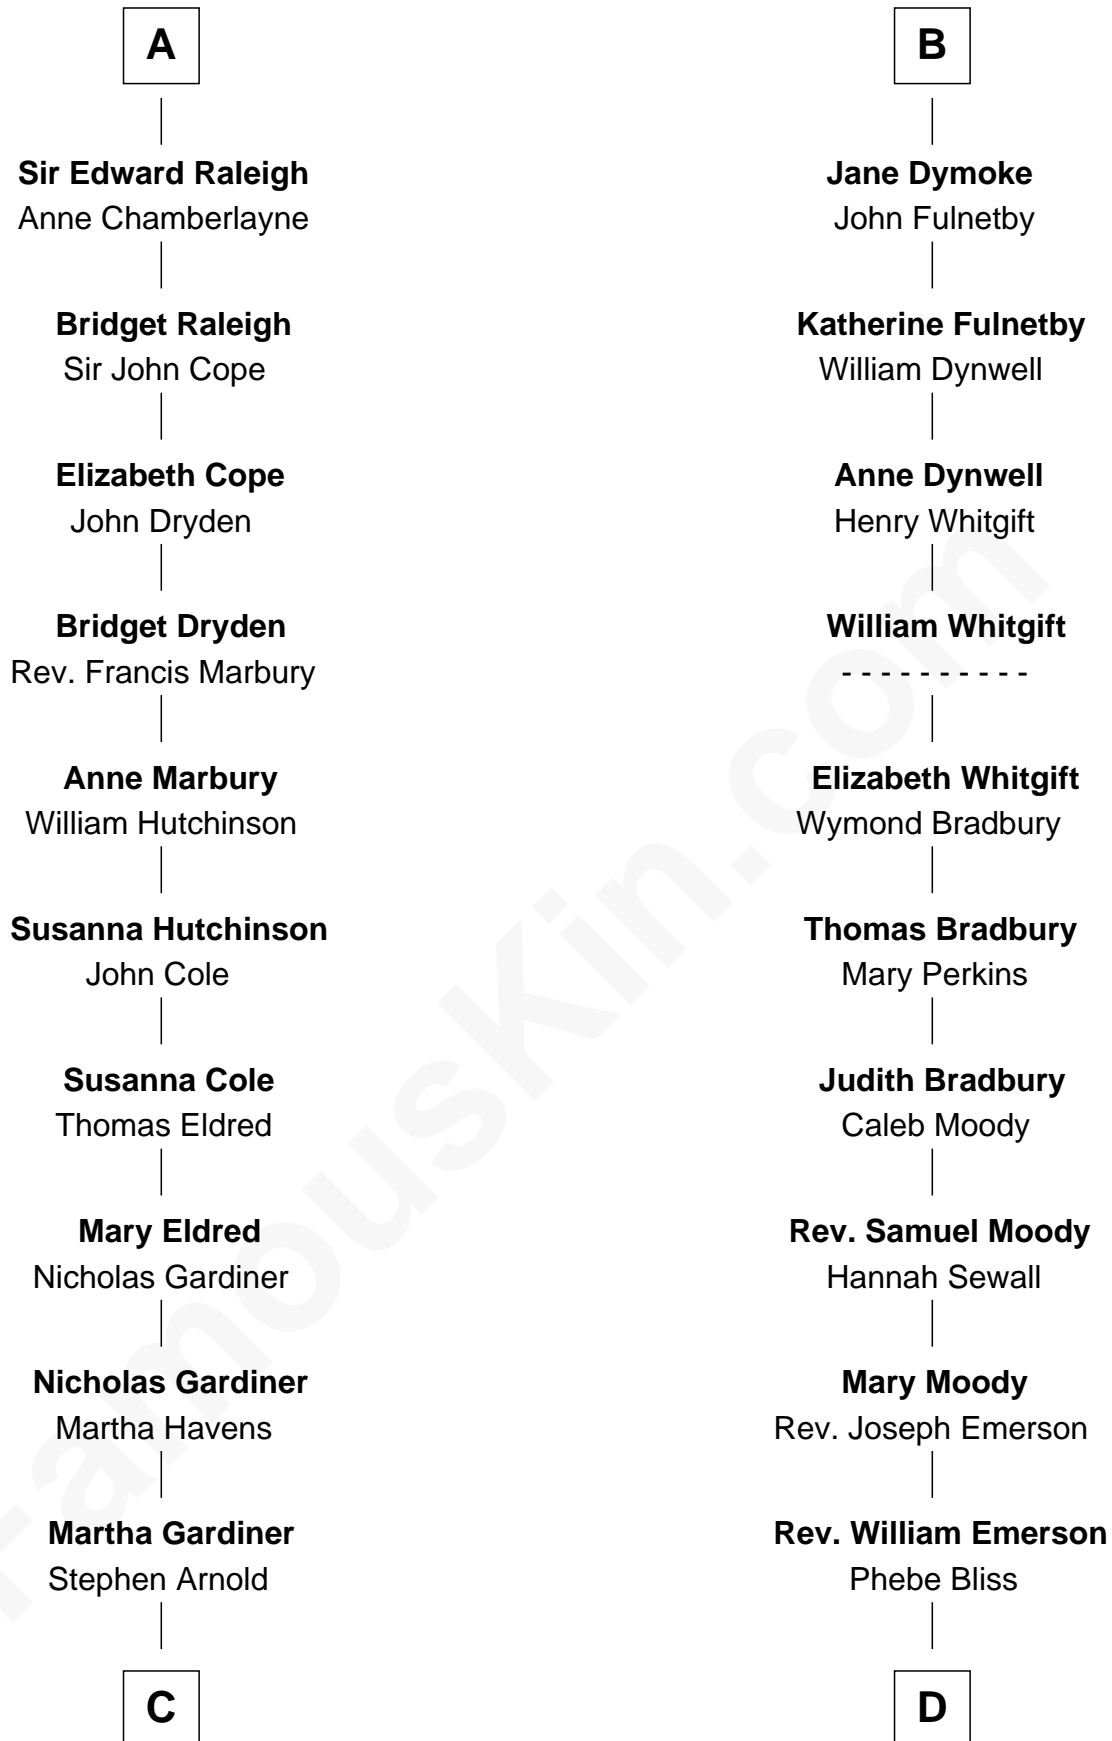 A
Sir Edward Raleigh
Anne Chamberlayne
Bridget Raleigh
Sir John Cope
Elizabeth Cope
John Dryden
Bridget Dryden
Rev. Francis Marbury
Anne Marbury
William Hutchinson
Susanna Hutchinson
John Cole
Susanna Cole
Thomas Eldred
Mary Eldred
Nicholas Gardiner
Nicholas Gardiner
Martha Havens
Martha Gardiner
Stephen Arnold
C
B
Jane Dymoke
John Fulnetby
Katherine Fulnetby
William Dynwell
Anne Dynwell
Henry Whitgift
William Whitgift
- - - - - - - - - -
Elizabeth Whitgift
Wymond Bradbury
Thomas Bradbury
Mary Perkins
Judith Bradbury
Caleb Moody
Rev. Samuel Moody
Hannah Sewall
Mary Moody
Rev. Joseph Emerson
Rev. William Emerson
Phebe Bliss
D
FamousKin.com